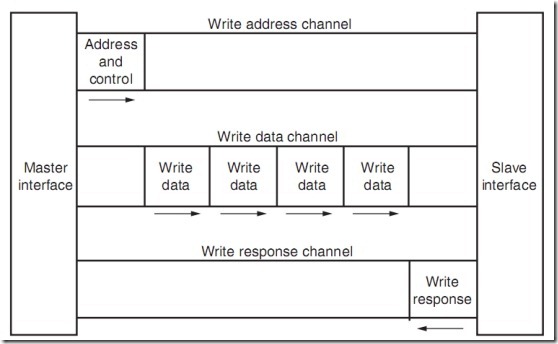 Write address channel
Address
and
control
Write data channel
Master
interface
Write
data
Write
data
Write
data
Write
data
Slave
interface
Write response channel
Write
response